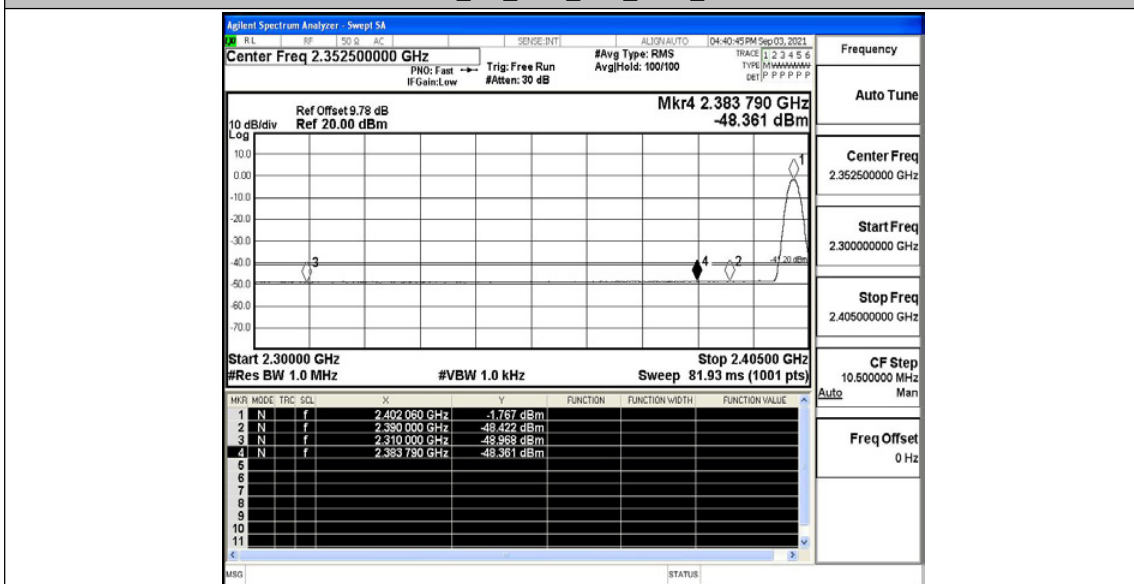 Agilent Spectrum Analyzer - Swept SA
RL RF 50 Ω AC SENSE:INT ALIGNAUTO 04:40:45 PM Sep 03, 2021
Center Freq 2.352500000 GHz
PNO: Fast
IFGain:Low
Trig: Free Run
#Atten: 30 dB
#Avg Type: RMS
Avg|Hold: 100/100
TRACE 1 2 3 4 5 6
TYPE M WWWWW
DET P P P P P P
Frequency
Auto Tune
Mkr4 2.383 790 GHz
-48.361 dBm
Ref Offset 9.78 dB
10 dB/div Ref 20.00 dBm
Log
10.0
0.00
-10.0
-20.0
-30.0
-40.0
-50.0
-60.0
-70.0
1
3
4
2
-41.20 dBm
Center Freq
2.352500000 GHz
Start Freq
2.300000000 GHz
Stop Freq
2.405000000 GHz
CF Step
10.500000 MHz
Auto Man
Freq Offset
0 Hz
Start 2.30000 GHz Stop 2.40500 GHz
#Res BW 1.0 MHz #VBW 1.0 kHz Sweep 81.93 ms (1001 pts)
MKR MODE TRC SCL X Y FUNCTION FUNCTION WIDTH FUNCTION VALUE
1 N f 2.402 060 GHz -1.767 dBm
2 N f 2.390 000 GHz -48.422 dBm
3 N f 2.310 000 GHz -48.968 dBm
4 N f 2.383 790 GHz -48.361 dBm
5
6
7
8
9
10
11
MSG STATUS